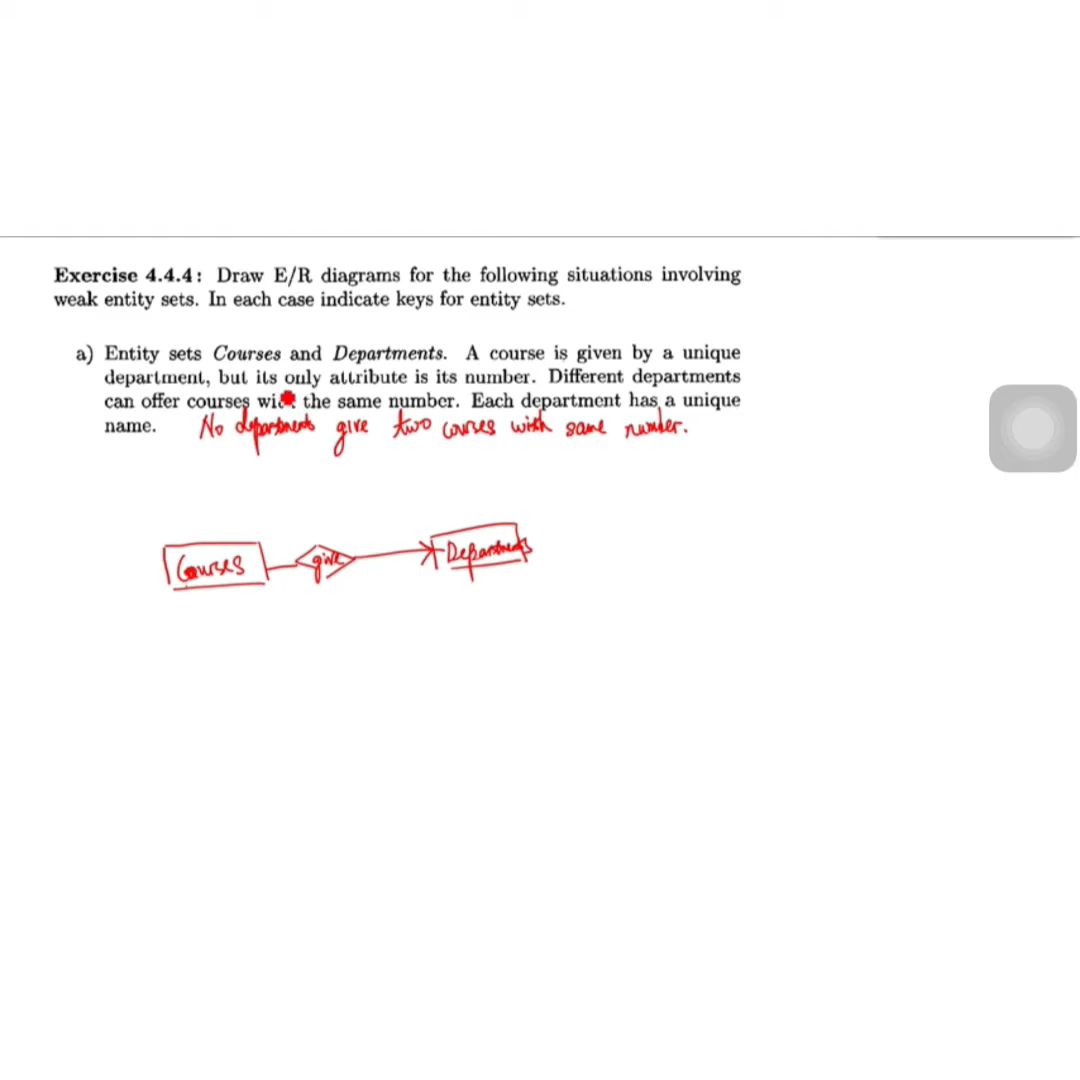 Exercise 4.4.4: Draw E/R diagrams for the following situations involving
weak entity sets. In each case indicate keys for entity sets.
a) Entity sets Courses and Departments. A course is given by a unique
department, but its only attribute is its number. Different departments
can offer courses the same number. Each department has a unique
name. No departments give two courses with same number.
Courses give Departments